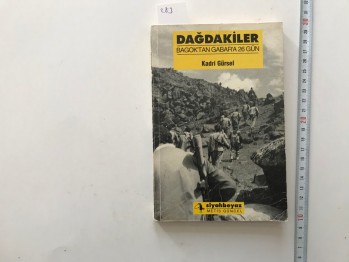 DAĞDAKİLER
BAGOK'TAN GABAR'A 26 GÜN
Kadri Gürsel
siyahbeyaz
METİS GÜNCEL